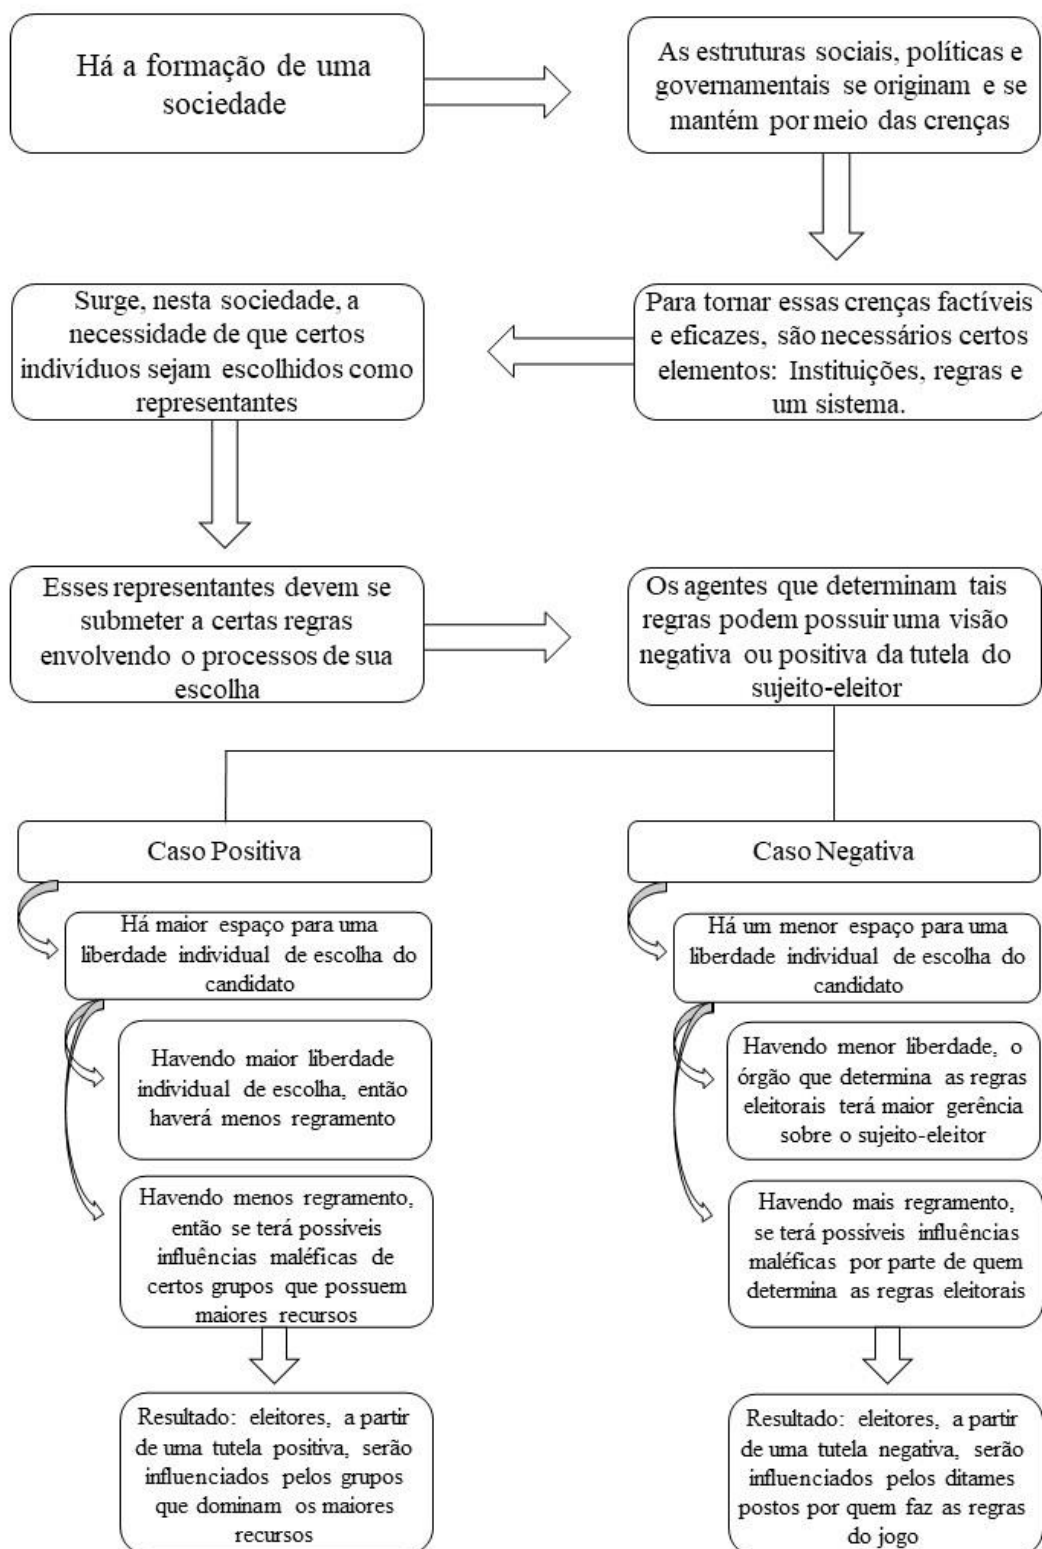 Há a formação de uma
sociedade
As estruturas sociais, políticas e
governamentais se originam e se
mantém por meio das crenças
Para tornar essas crenças factíveis
e eficazes, são necessários certos
elementos: Instituições, regras e
um sistema.
Surge, nesta sociedade, a
necessidade de que certos
indivíduos sejam escolhidos como
representantes
Esses representantes devem se
submeter a certas regras
envolvendo o processos de sua
escolha
Os agentes que determinam tais
regras podem possuir uma visão
negativa ou positiva da tutela do
sujeito-eleitor
Caso Positiva
Há maior espaço para uma
liberdade individual de escolha do
candidato
Havendo maior liberdade
individual de escolha, então
haverá menos regramento
Havendo menos regramento,
então se terá possíveis
influências maléficas de
certos grupos que possuem
maiores recursos
Resultado: eleitores, a partir
de uma tutela positiva, serão
influenciados pelos grupos
que dominam os maiores
recursos
Caso Negativa
Há um menor espaço para uma
liberdade individual de escolha do
candidato
Havendo menor liberdade, o
órgão que determina as regras
eleitorais terá maior gerência
sobre o sujeito-eleitor
Havendo mais regramento,
se terá possíveis influências
maléficas por parte de quem
determina as regras eleitorais
Resultado: eleitores, a partir
de uma tutela negativa, serão
influenciados pelos ditames
postos por quem faz as regras
do jogo